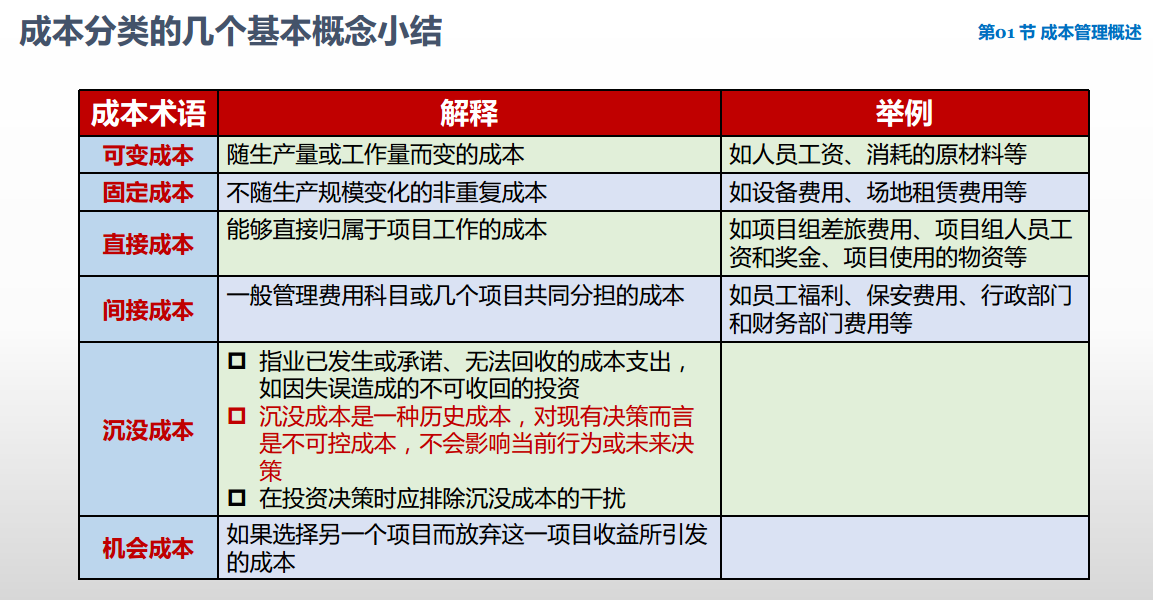 成本分类的几个基本概念小结
第01节 成本管理概述
成本术语 解释 举例
可变成本 随生产量或工作量而变的成本 如人员工资、消耗的原材料等
固定成本 不随生产规模变化的非重复成本 如设备费用、场地租赁费用等
直接成本 能够直接归属于项目工作的成本 如项目组差旅费用、项目组人员工
资和奖金、项目使用的物资等
间接成本 一般管理费用科目或几个项目共同分担的成本 如员工福利、保安费用、行政部门
和财务部门费用等
沉没成本
指业已发生或承诺、无法回收的成本支出，
如因失误造成的不可收回的投资
沉没成本是一种历史成本，对现有决策而言
是不可控成本，不会影响当前行为或未来决
策
在投资决策时应排除沉没成本的干扰
机会成本 如果选择另一个项目而放弃这一项目收益所引发
的成本